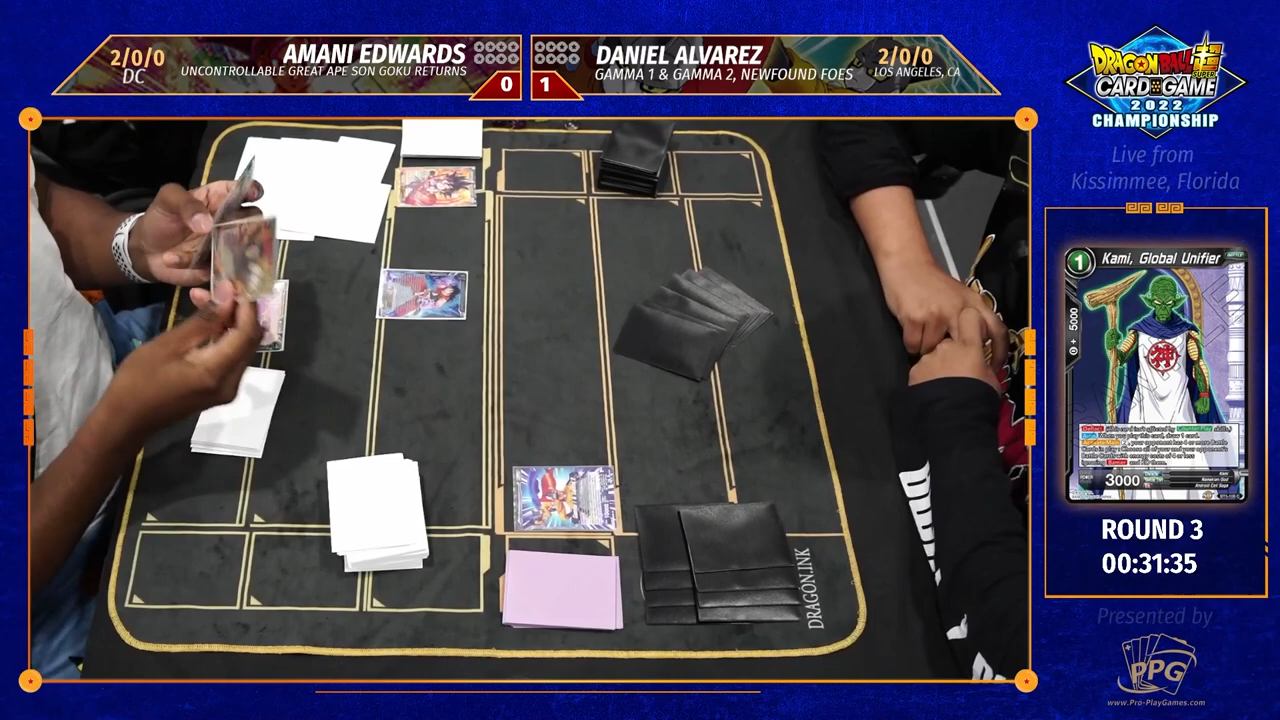 2/0/0
DC
AMANI EDWARDS
UNCONTROLLABLE GREAT APE SON GOKU RETURNS
0
1
DANIEL ALVAREZ
GAMMA 1 & GAMMA 2, NEWFOUND FOES
2/0/0
LOS ANGELES, CA
DRAGON BALL SUPER
CARD GAME
2022
CHAMPIONSHIP
Live from
Kissimmee, Florida
1 Kami, Global Unifier
5000
3000
ROUND 3
00:31:35
Presented by
PPG
www.Pro-PlayGames.com
DRAGON.INK